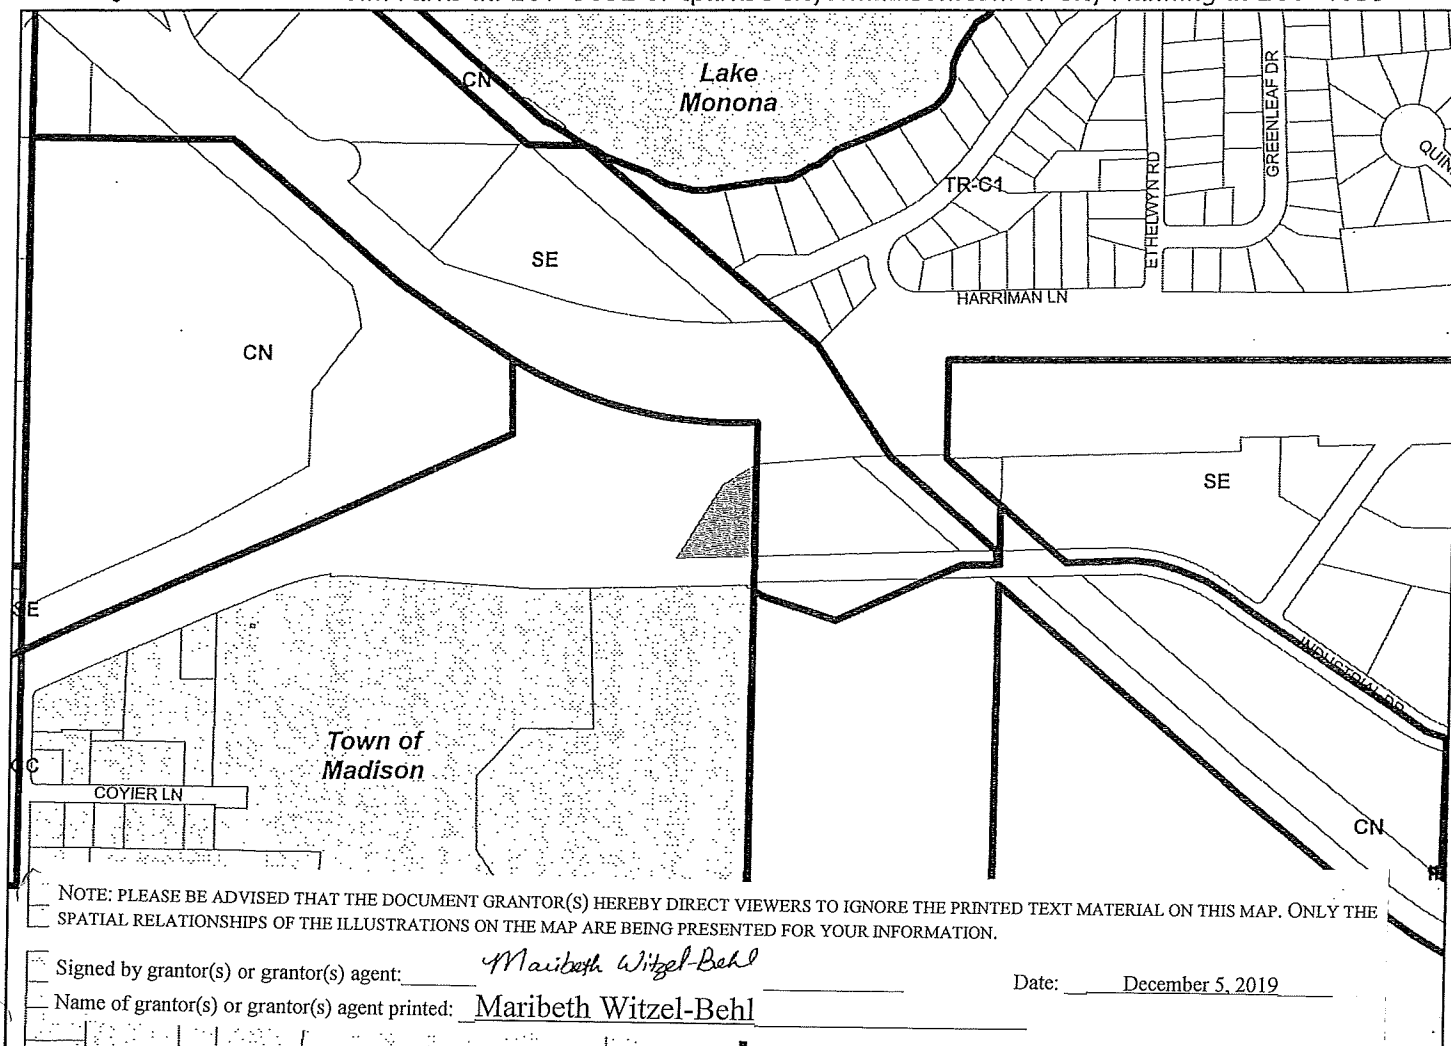 CN
Lake
Monona
GREENLEAF DR
ETHELWYN RD
TR-C1
SE
HARRIMAN LN
CN
SE
SE
Town of
Madison
INDUSTRIAL DR
COYIER LN
CN
NOTE: PLEASE BE ADVISED THAT THE DOCUMENT GRANTOR(S) HEREBY DIRECT VIEWERS TO IGNORE THE PRINTED TEXT MATERIAL ON THIS MAP. ONLY THE
SPATIAL RELATIONSHIPS OF THE ILLUSTRATIONS ON THE MAP ARE BEING PRESENTED FOR YOUR INFORMATION.
Signed by grantor(s) or grantor(s) agent: Maribeth Witzel-Behl Date: December 5, 2019
Name of grantor(s) or grantor(s) agent printed: Maribeth Witzel-Behl